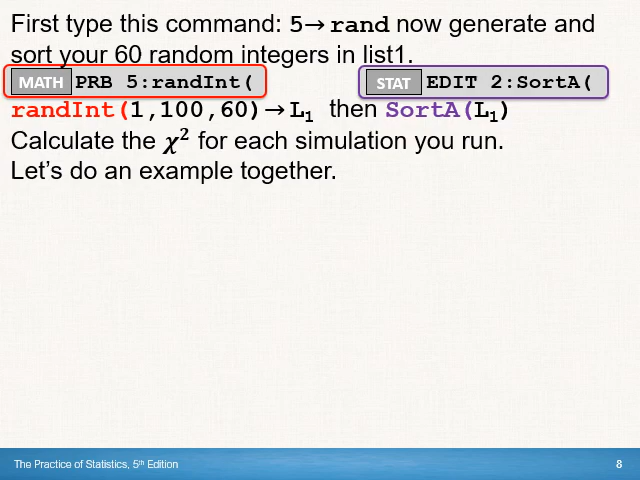 First type this command: 5→rand now generate and
sort your 60 random integers in list1.
MATH PRB 5:randInt( STAT EDIT 2:SortA(
randInt(1,100,60)→L₁ then SortA(L₁)
Calculate the χ² for each simulation you run.
Let's do an example together.
The Practice of Statistics, 5th Edition 8